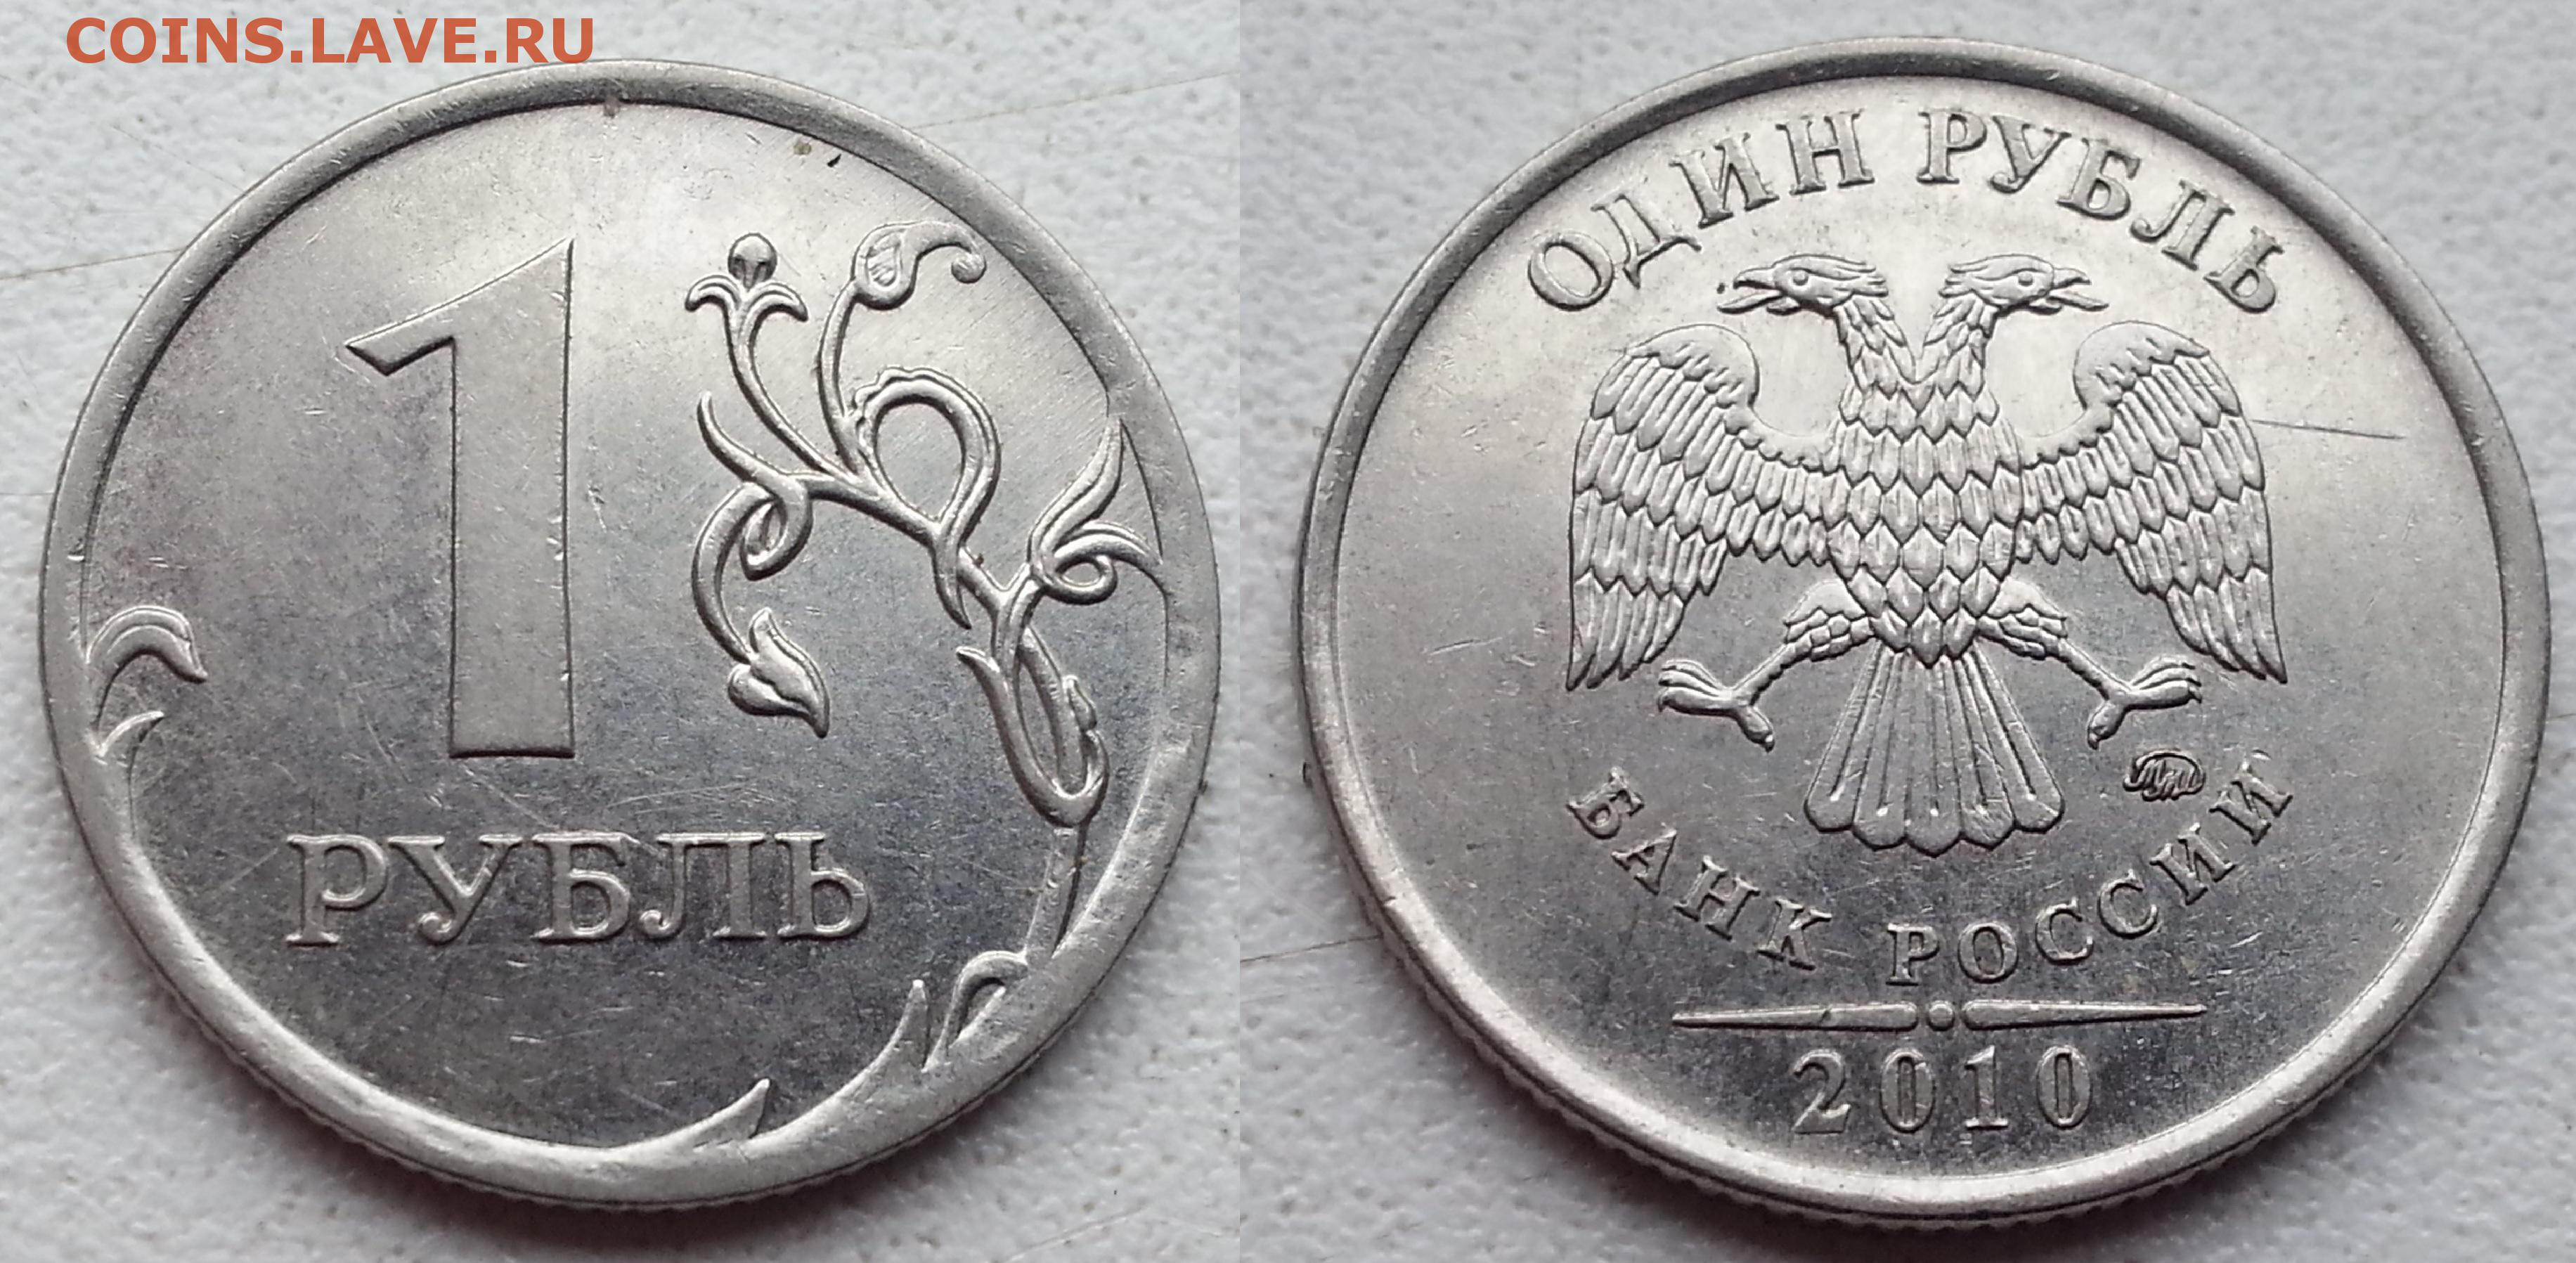 COINS.LAVE.RU
1
РУБЛЬ
ОДИН РУБЛЬ
БАНК РОССИИ
2010